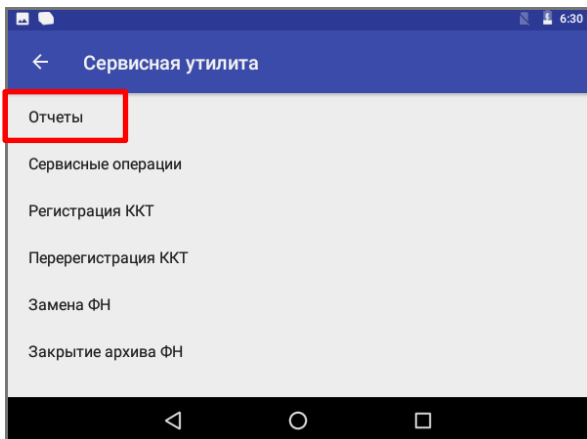 6:30
Сервисная утилита
Отчеты
Сервисные операции
Регистрация ККТ
Перерегистрация ККТ
Замена ФН
Закрытие архива ФН